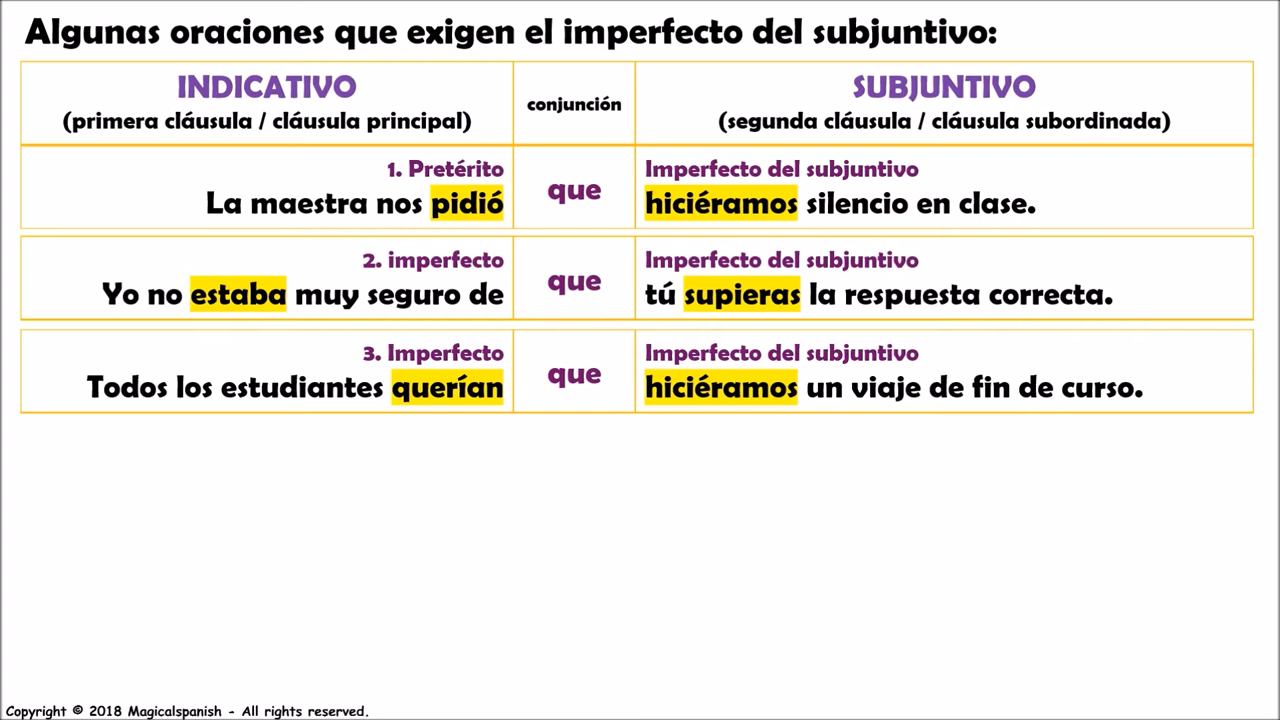 Algunas oraciones que exigen el imperfecto del subjuntivo:
INDICATIVO
(primera cláusula / cláusula principal)
conjunción
SUBJUNTIVO
(segunda cláusula / cláusula subordinada)
1. Pretérito
La maestra nos pidió
que
Imperfecto del subjuntivo
hiciéramos silencio en clase.
2. imperfecto
Yo no estaba muy seguro de
que
Imperfecto del subjuntivo
tú supieras la respuesta correcta.
3. Imperfecto
Todos los estudiantes querían
que
Imperfecto del subjuntivo
hiciéramos un viaje de fin de curso.
Copyright © 2018 Magicalspanish - All rights reserved.